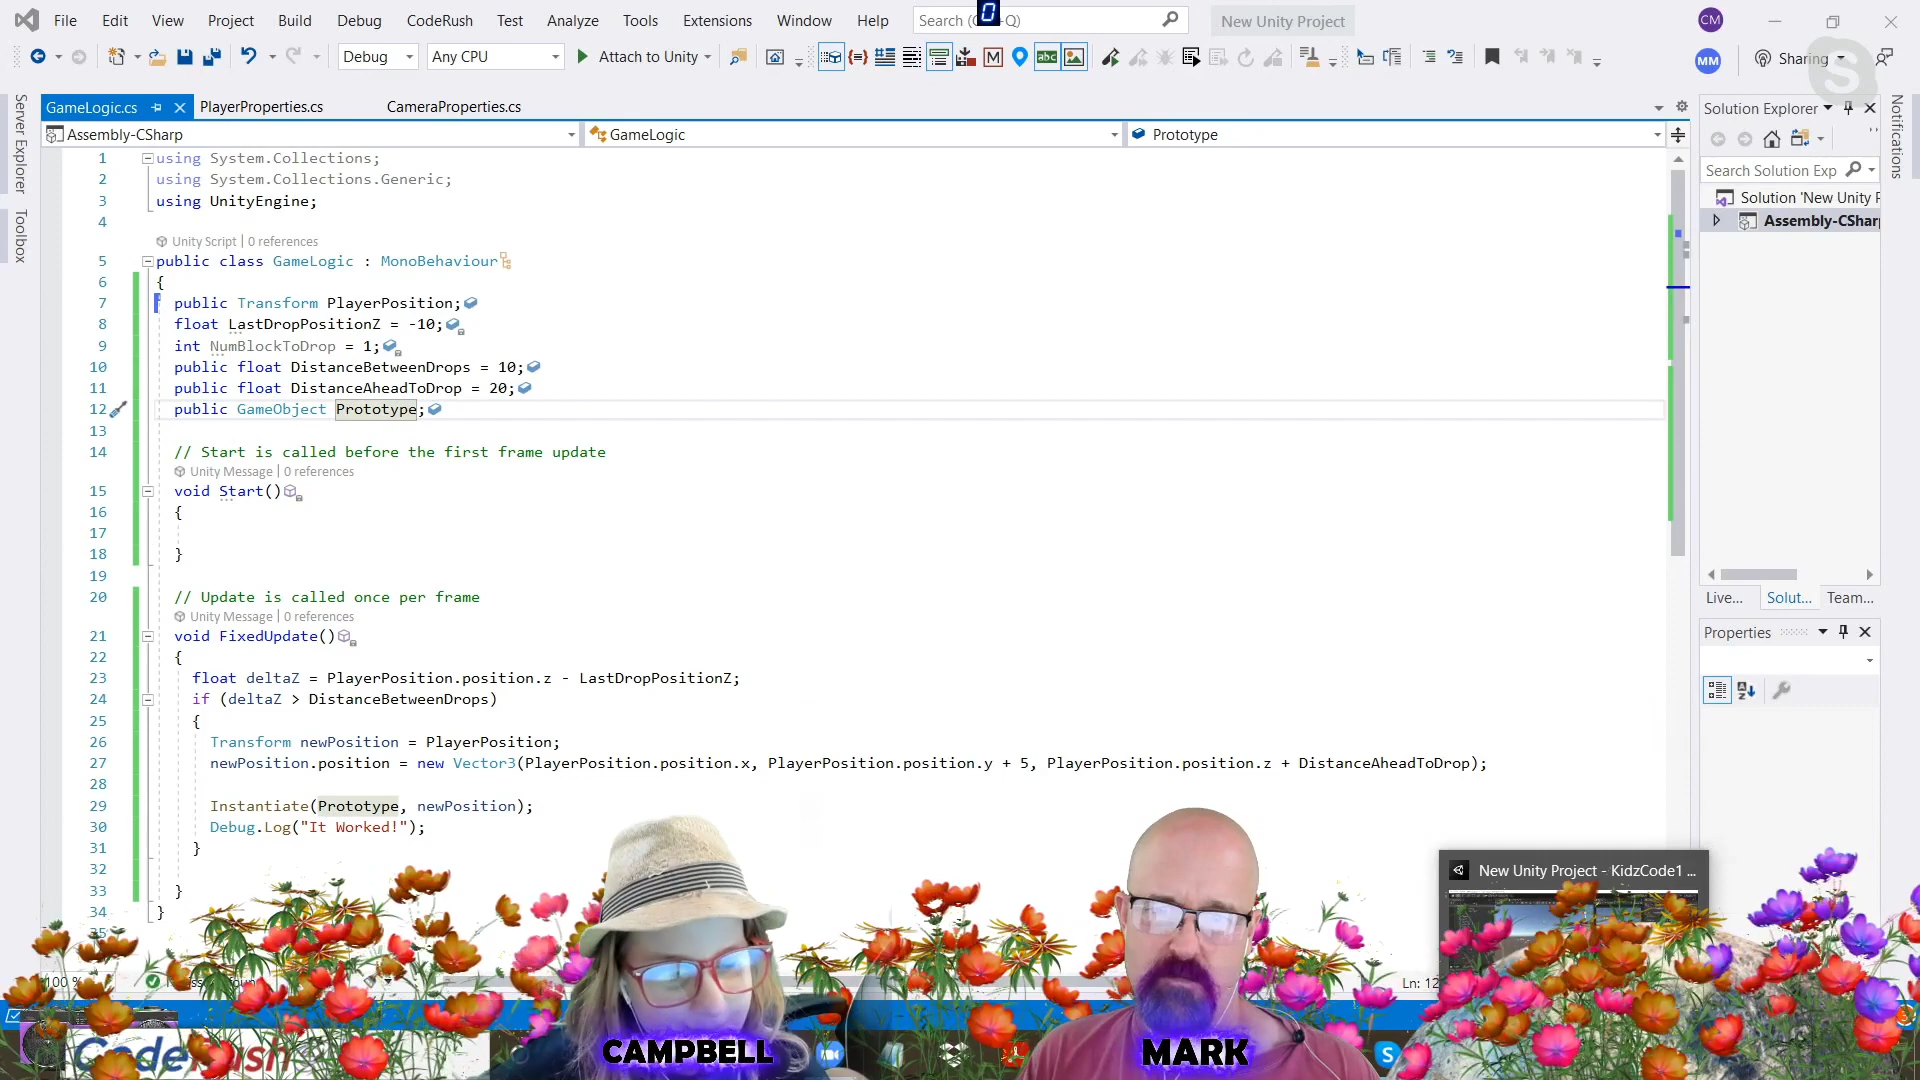 File Edit View Project Build Debug CodeRush Test Analyze Tools Extensions Window Help
New Unity Project
CM
0
Debug
Any CPU
Attach to Unity
MM
Sharing
GameLogic.cs
PlayerProperties.cs
CameraProperties.cs
Assembly-CSharp
GameLogic
Prototype
Server Explorer
Toolbox
Notifications
1 using System.Collections;
2 using System.Collections.Generic;
3 using UnityEngine;
4
Unity Script | 0 references
5 public class GameLogic : MonoBehaviour
6 {
7 public Transform PlayerPosition;
8 float LastDropPositionZ = -10;
9 int NumBlockToDrop = 1;
10 public float DistanceBetweenDrops = 10;
11 public float DistanceAheadToDrop = 20;
12 public GameObject Prototype;
13
14 // Start is called before the first frame update
Unity Message | 0 references
15 void Start()
16 {
17
18 }
19
20 // Update is called once per frame
Unity Message | 0 references
21 void FixedUpdate()
22 {
23 float deltaZ = PlayerPosition.position.z - LastDropPositionZ;
24 if (deltaZ > DistanceBetweenDrops)
25 {
26 Transform newPosition = PlayerPosition;
27 newPosition.position = new Vector3(PlayerPosition.position.x, PlayerPosition.position.y + 5, PlayerPosition.position.z + DistanceAheadToDrop);
28
29 Instantiate(Prototype, newPosition);
30 Debug.Log("It Worked!");
31 }
32
33 }
34 }
35
100 %
Ln: 12
Solution Explorer
Search Solution Exp
Solution 'New Unity P
Assembly-CShar
Live... Solut... Team...
Properties
New Unity Project - KidzCode1 ...
CodeRush
CAMPBELL
MARK